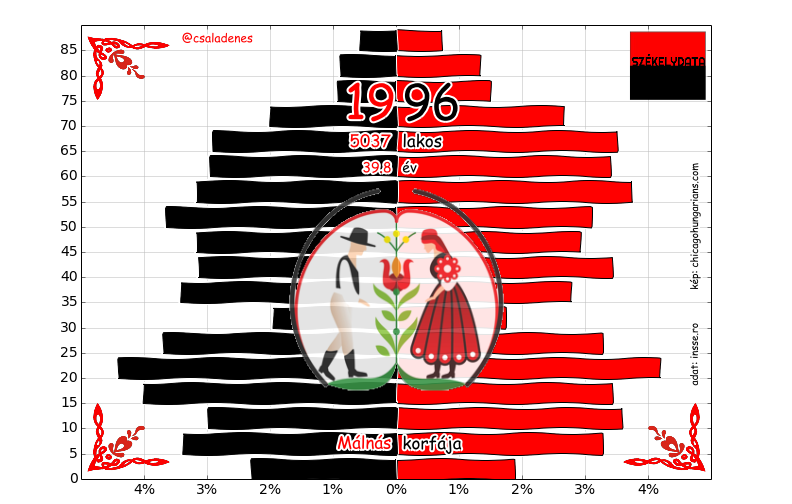 @csaladenes
SZÉKELYDATA
1996
5037 lakos
39.8 év
kép: chicagohungarians.com
adat: insse.ro
Málnás korfája
85
80
75
70
65
60
55
50
45
40
35
30
25
20
15
10
5
0
4% 3% 2% 1% 0% 1% 2% 3% 4%